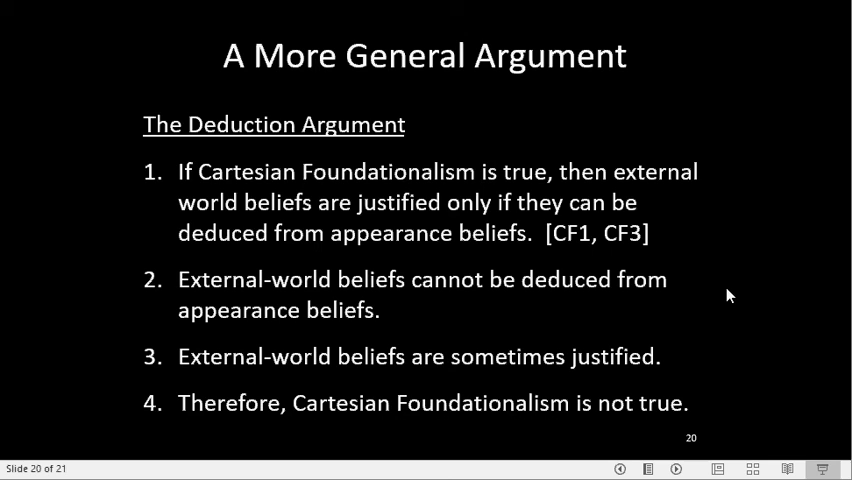 A More General Argument
The Deduction Argument
1. If Cartesian Foundationalism is true, then external
world beliefs are justified only if they can be
deduced from appearance beliefs. [CF1, CF3]
2. External-world beliefs cannot be deduced from
appearance beliefs.
3. External-world beliefs are sometimes justified.
4. Therefore, Cartesian Foundationalism is not true.
20
Slide 20 of 21